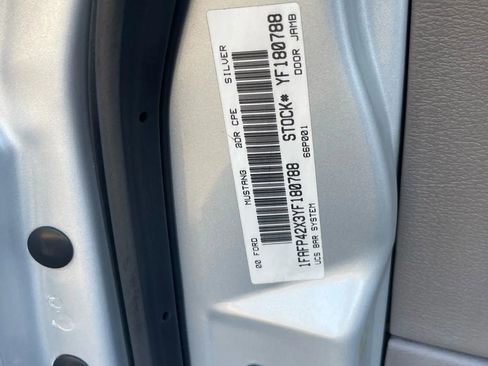 00 FORD MUSTANG 2DR CPE SILVER
1FAFP42X3YF180788 STOCK# YF180788
UCS BAR SYSTEM 66P001 DOOR JAMB